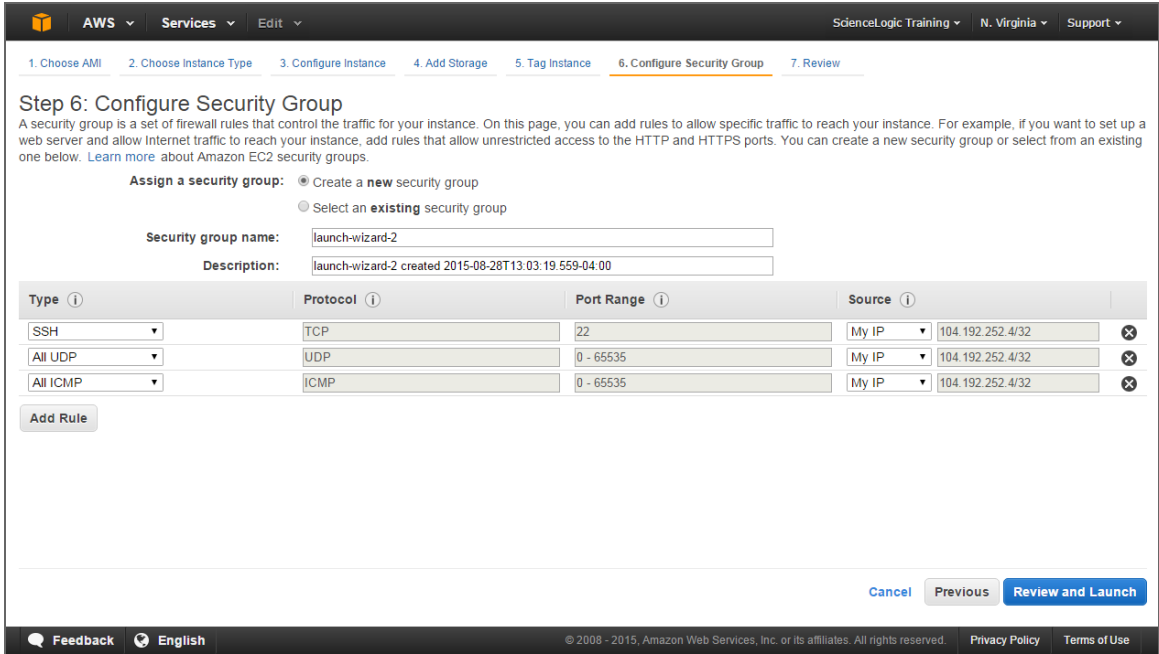 AWS Services Edit ScienceLogic Training N. Virginia Support
1. Choose AMI 2. Choose Instance Type 3. Configure Instance 4. Add Storage 5. Tag Instance 6. Configure Security Group 7. Review
Step 6: Configure Security Group
A security group is a set of firewall rules that control the traffic for your instance. On this page, you can add rules to allow specific traffic to reach your instance. For example, if you want to set up a
web server and allow Internet traffic to reach your instance, add rules that allow unrestricted access to the HTTP and HTTPS ports. You can create a new security group or select from an existing
one below. Learn more about Amazon EC2 security groups.
Assign a security group: Create a new security group
Select an existing security group
Security group name: launch-wizard-2
Description: launch-wizard-2 created 2015-08-28T13:03:19.559-04:00
Type i Protocol i Port Range i Source i
SSH TCP 22 My IP 104.192.252.4/32
All UDP UDP 0 - 65535 My IP 104.192.252.4/32
All ICMP ICMP 0 - 65535 My IP 104.192.252.4/32
Add Rule
Cancel Previous Review and Launch
Feedback English © 2008 - 2015, Amazon Web Services, Inc. or its affiliates. All rights reserved. Privacy Policy Terms of Use